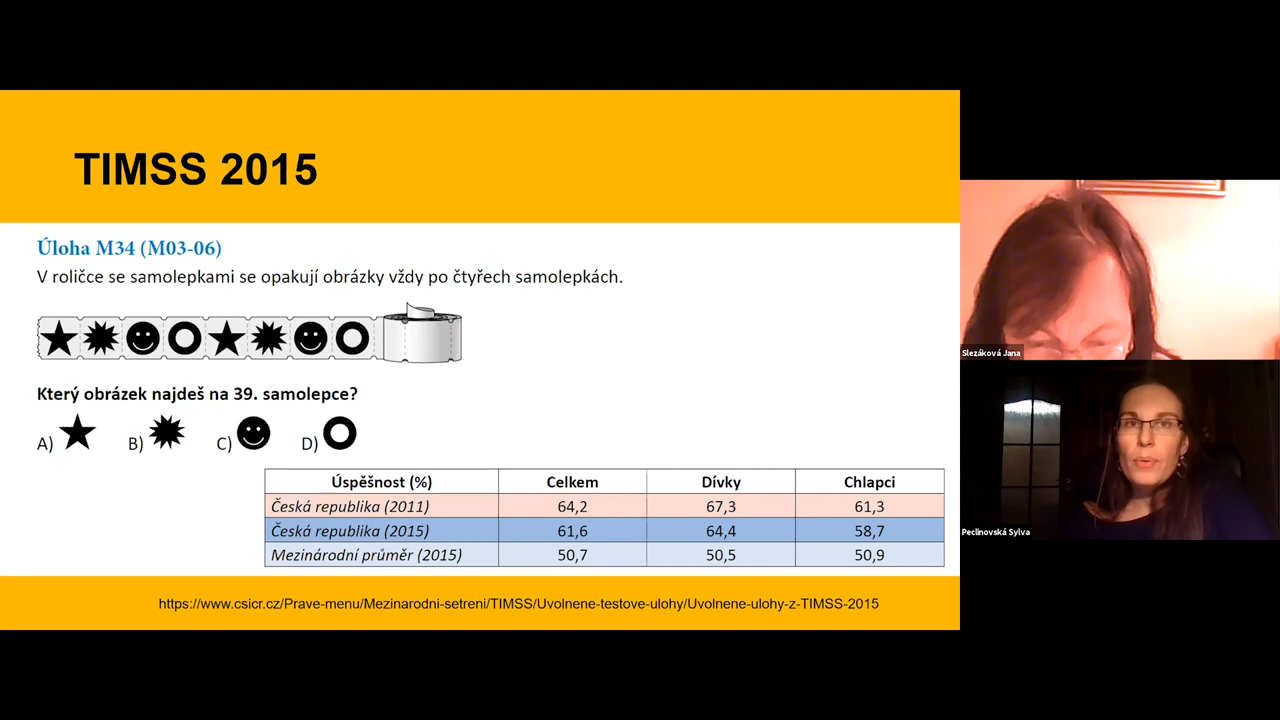 TIMSS 2015
Úloha M34 (M03-06)
V roličce se samolepkami se opakují obrázky vždy po čtyřech samolepkách.
Který obrázek najdeš na 39. samolepce?
A) B) C) D)
Úspěšnost (%) Celkem Dívky Chlapci
Česká republika (2011) 64,2 67,3 61,3
Česká republika (2015) 61,6 64,4 58,7
Mezinárodní průměr (2015) 50,7 50,5 50,9
https://www.csicr.cz/Prave-menu/Mezinarodni-setreni/TIMSS/Uvolnene-testove-ulohy/Uvolnene-ulohy-z-TIMSS-2015
Slezáková Jana
Peclinovská Sylva